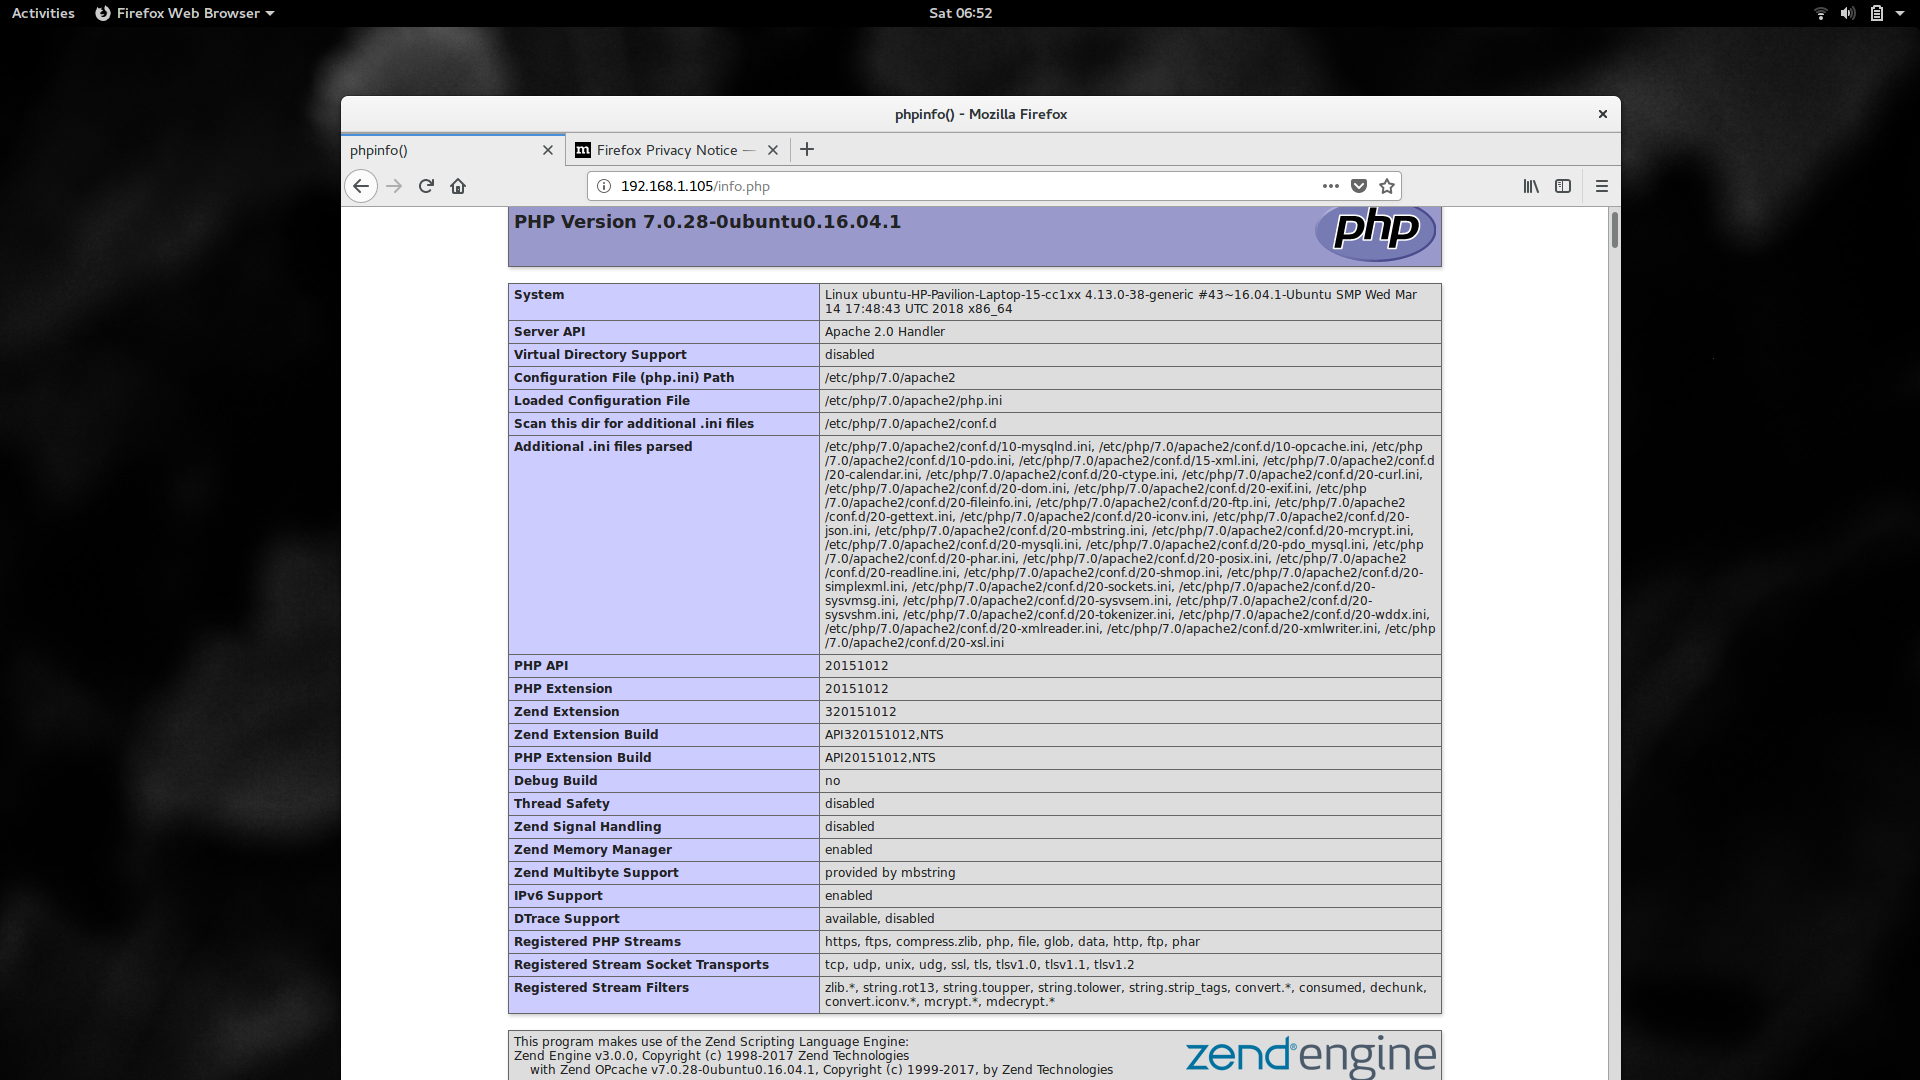 Activities Firefox Web Browser Sat 06:52
phpinfo() - Mozilla Firefox
phpinfo() Firefox Privacy Notice —
192.168.1.105/info.php
PHP Version 7.0.28-0ubuntu0.16.04.1 php
System Linux ubuntu-HP-Pavilion-Laptop-15-cc1xx 4.13.0-38-generic #43~16.04.1-Ubuntu SMP Wed Mar
14 17:48:43 UTC 2018 x86_64
Server API Apache 2.0 Handler
Virtual Directory Support disabled
Configuration File (php.ini) Path /etc/php/7.0/apache2
Loaded Configuration File /etc/php/7.0/apache2/php.ini
Scan this dir for additional .ini files /etc/php/7.0/apache2/conf.d
Additional .ini files parsed /etc/php/7.0/apache2/conf.d/10-mysqlnd.ini, /etc/php/7.0/apache2/conf.d/10-opcache.ini, /etc/php
/7.0/apache2/conf.d/10-pdo.ini, /etc/php/7.0/apache2/conf.d/15-xml.ini, /etc/php/7.0/apache2/conf.d
/20-calendar.ini, /etc/php/7.0/apache2/conf.d/20-ctype.ini, /etc/php/7.0/apache2/conf.d/20-curl.ini,
/etc/php/7.0/apache2/conf.d/20-dom.ini, /etc/php/7.0/apache2/conf.d/20-exif.ini, /etc/php
/7.0/apache2/conf.d/20-fileinfo.ini, /etc/php/7.0/apache2/conf.d/20-ftp.ini, /etc/php/7.0/apache2
/conf.d/20-gettext.ini, /etc/php/7.0/apache2/conf.d/20-iconv.ini, /etc/php/7.0/apache2/conf.d/20-
json.ini, /etc/php/7.0/apache2/conf.d/20-mbstring.ini, /etc/php/7.0/apache2/conf.d/20-mcrypt.ini,
/etc/php/7.0/apache2/conf.d/20-mysqli.ini, /etc/php/7.0/apache2/conf.d/20-pdo_mysql.ini, /etc/php
/7.0/apache2/conf.d/20-phar.ini, /etc/php/7.0/apache2/conf.d/20-posix.ini, /etc/php/7.0/apache2
/conf.d/20-readline.ini, /etc/php/7.0/apache2/conf.d/20-shmop.ini, /etc/php/7.0/apache2/conf.d/20-
simplexml.ini, /etc/php/7.0/apache2/conf.d/20-sockets.ini, /etc/php/7.0/apache2/conf.d/20-
sysvmsg.ini, /etc/php/7.0/apache2/conf.d/20-sysvsem.ini, /etc/php/7.0/apache2/conf.d/20-
sysvshm.ini, /etc/php/7.0/apache2/conf.d/20-tokenizer.ini, /etc/php/7.0/apache2/conf.d/20-wddx.ini,
/etc/php/7.0/apache2/conf.d/20-xmlreader.ini, /etc/php/7.0/apache2/conf.d/20-xmlwriter.ini, /etc/php
/7.0/apache2/conf.d/20-xsl.ini
PHP API 20151012
PHP Extension 20151012
Zend Extension 320151012
Zend Extension Build API320151012,NTS
PHP Extension Build API20151012,NTS
Debug Build no
Thread Safety disabled
Zend Signal Handling disabled
Zend Memory Manager enabled
Zend Multibyte Support provided by mbstring
IPv6 Support enabled
DTrace Support available, disabled
Registered PHP Streams https, ftps, compress.zlib, php, file, glob, data, http, ftp, phar
Registered Stream Socket Transports tcp, udp, unix, udg, ssl, tls, tlsv1.0, tlsv1.1, tlsv1.2
Registered Stream Filters zlib.*, string.rot13, string.toupper, string.tolower, string.strip_tags, convert.*, consumed, dechunk,
convert.iconv.*, mcrypt.*, mdecrypt.*
This program makes use of the Zend Scripting Language Engine:
Zend Engine v3.0.0, Copyright (c) 1998-2017 Zend Technologies
with Zend OPcache v7.0.28-0ubuntu0.16.04.1, Copyright (c) 1999-2017, by Zend Technologies
zend® engine